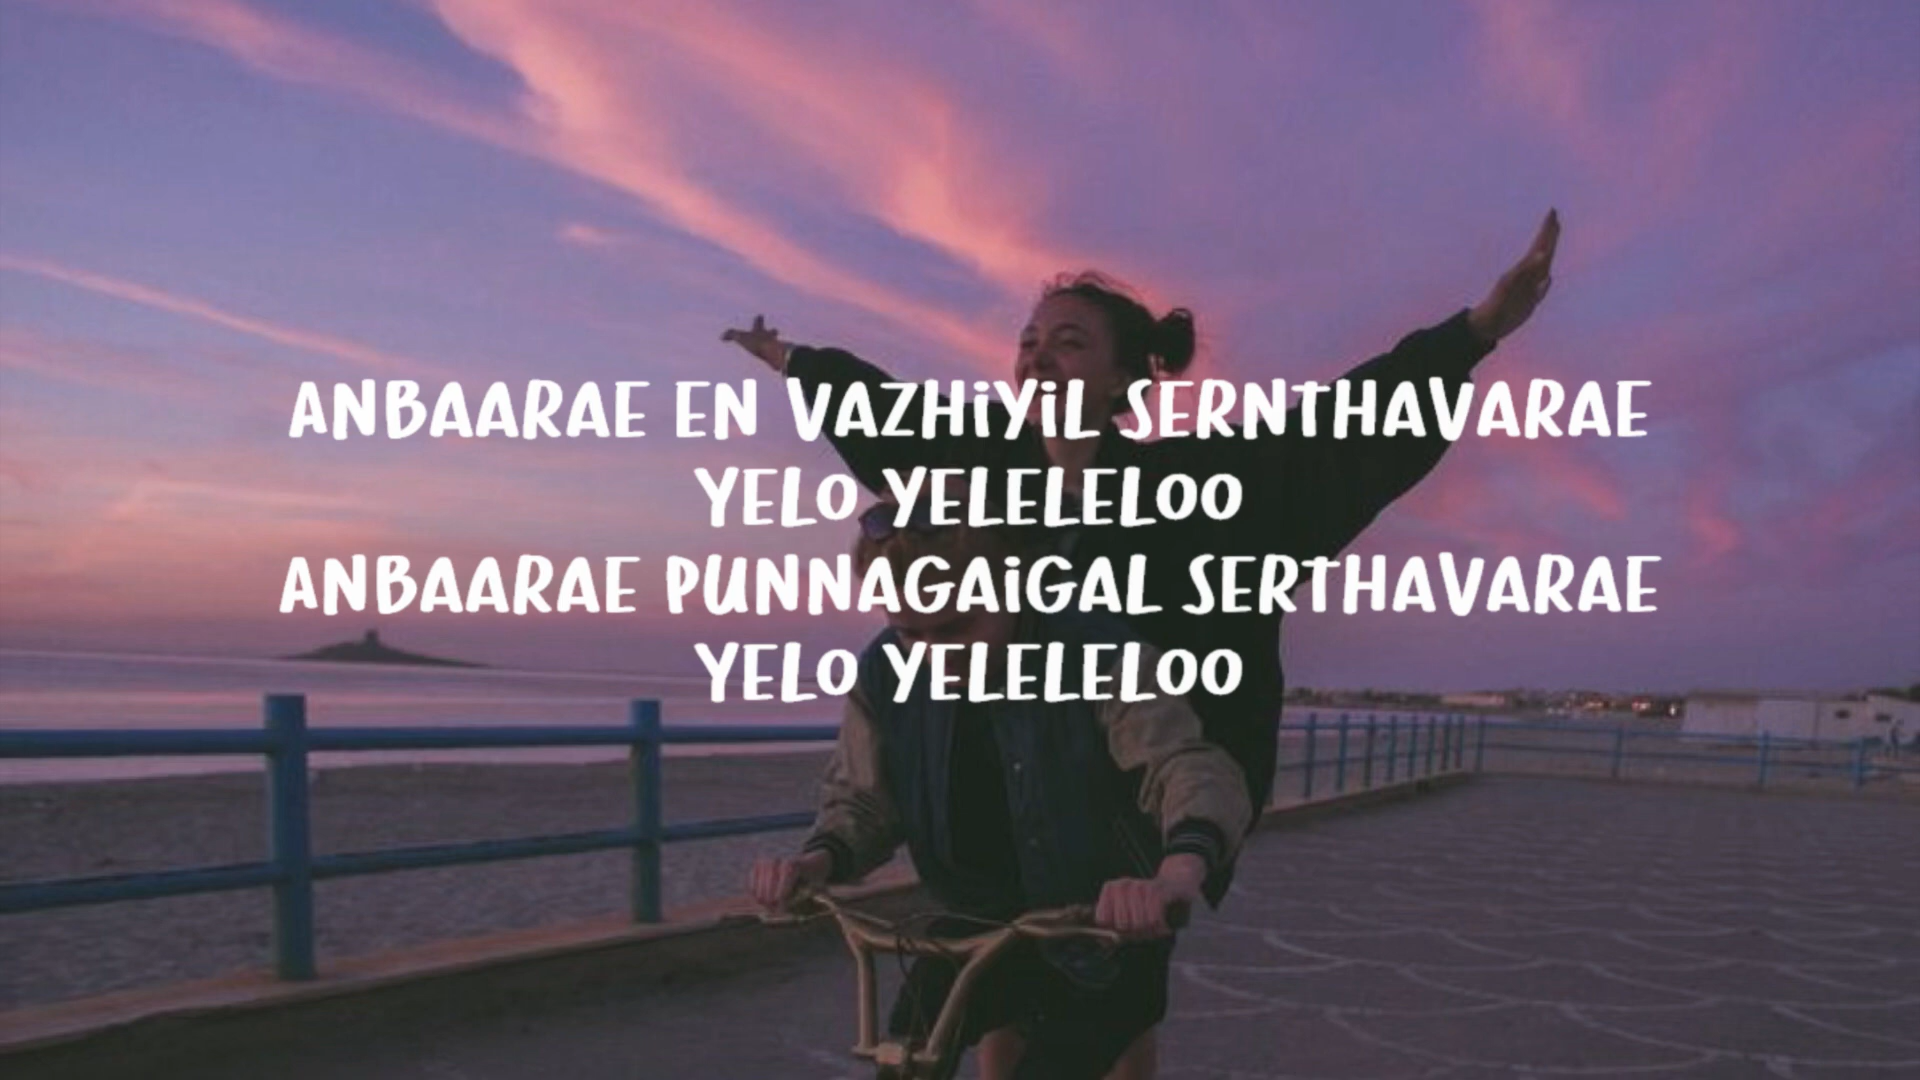 ANBAARAE EN VAZHiYiL SERNTHAVARAE
YELO YELELELOO
ANBAARAE PUNNAGAiGAL SERTHAVARAE
YELO YELELELOO